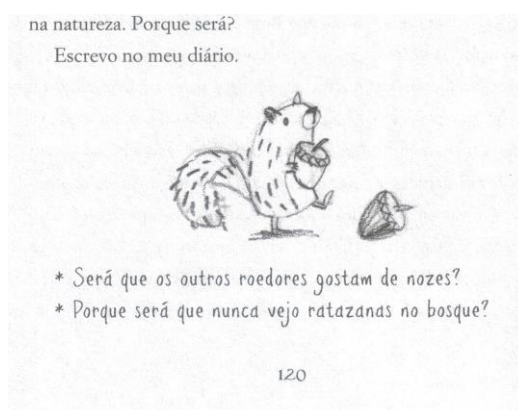 na natureza. Porque será?
Escrevo no meu diário.
* Será que os outros roedores gostam de nozes?
* Porque será que nunca vejo ratazanas no bosque?
120